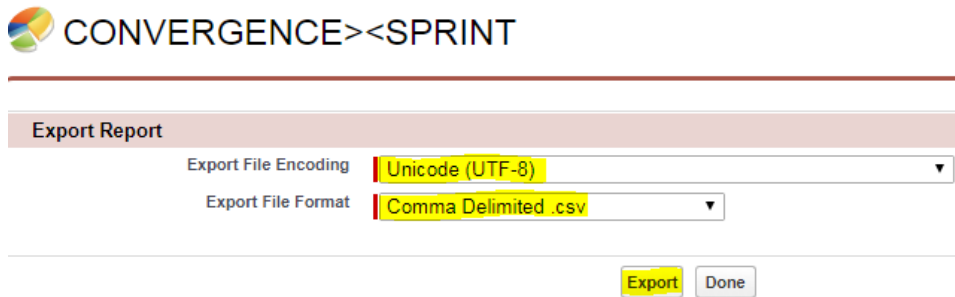 CONVERGENCE><SPRINT
Export Report
Export File Encoding Unicode (UTF-8)
Export File Format Comma Delimited .csv
Export Done